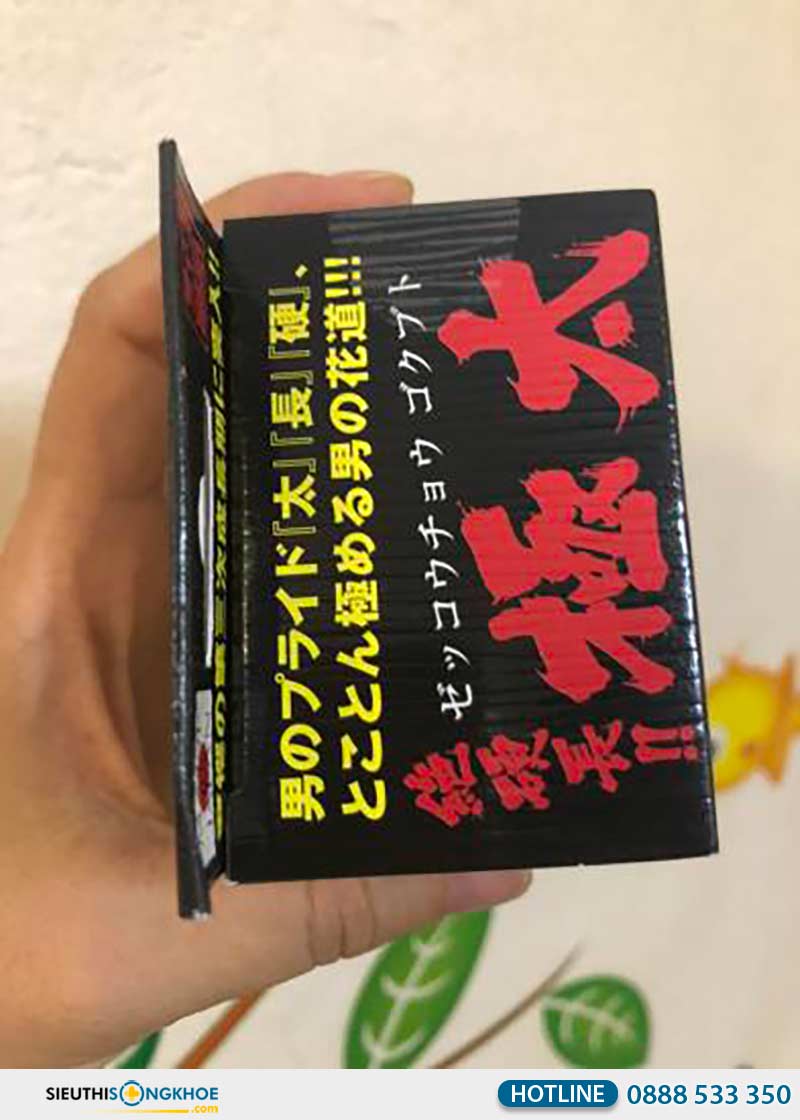 男のプライド『太』『長』『硬』、
とことん極める男の花道!!!
ゼッコウチョウ ゴクブト
絶硬長!!
極太
SIEUTHISONGKHOE
.com
HOTLINE 0888 533 350